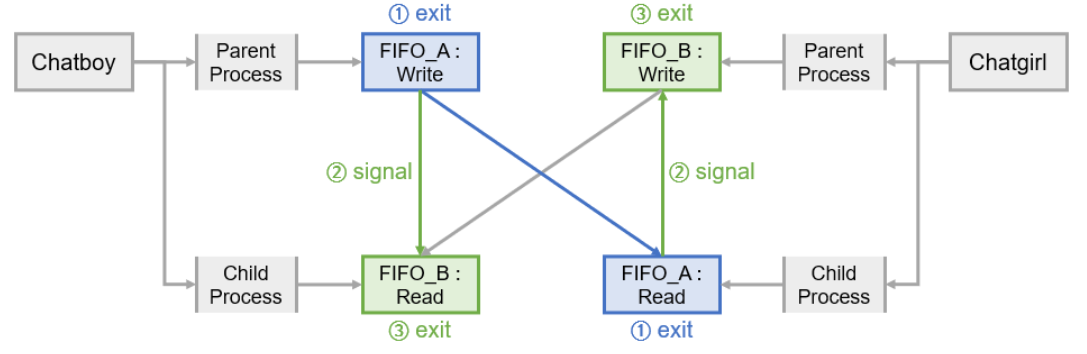 ① exit
③ exit
Chatboy
Parent
Process
FIFO_A :
Write
FIFO_B :
Write
Parent
Process
Chatgirl
② signal
② signal
Child
Process
FIFO_B :
Read
FIFO_A :
Read
Child
Process
③ exit
① exit